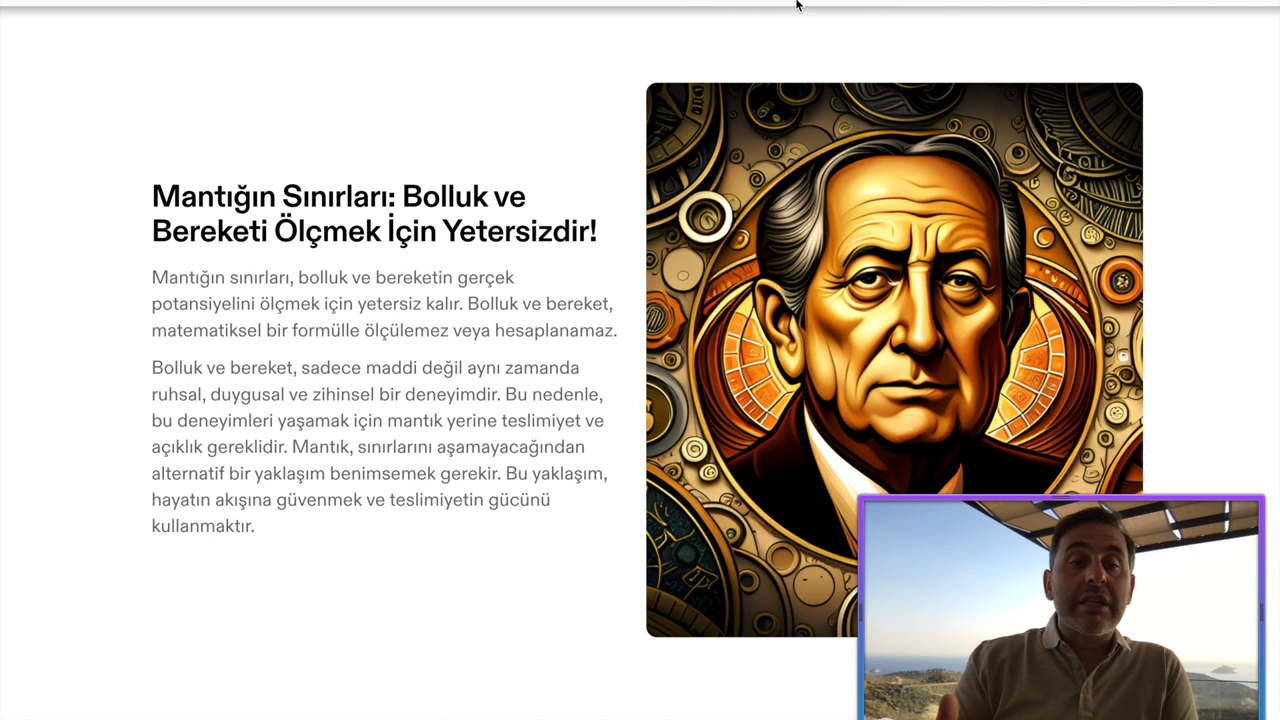 Mantığın Sınırları: Bolluk ve
Bereketi Ölçmek İçin Yetersizdir!
Mantığın sınırları, bolluk ve bereketin gerçek
potansiyelini ölçmek için yetersiz kalır. Bolluk ve bereket,
matematiksel bir formülle ölçülemez veya hesaplanamaz.
Bolluk ve bereket, sadece maddi değil aynı zamanda
ruhsal, duygusal ve zihinsel bir deneyimdir. Bu nedenle,
bu deneyimleri yaşamak için mantık yerine teslimiyet ve
açıklık gereklidir. Mantık, sınırlarını aşamayacağından
alternatif bir yaklaşım benimsemek gerekir. Bu yaklaşım,
hayatın akışına güvenmek ve teslimiyetin gücünü
kullanmaktır.